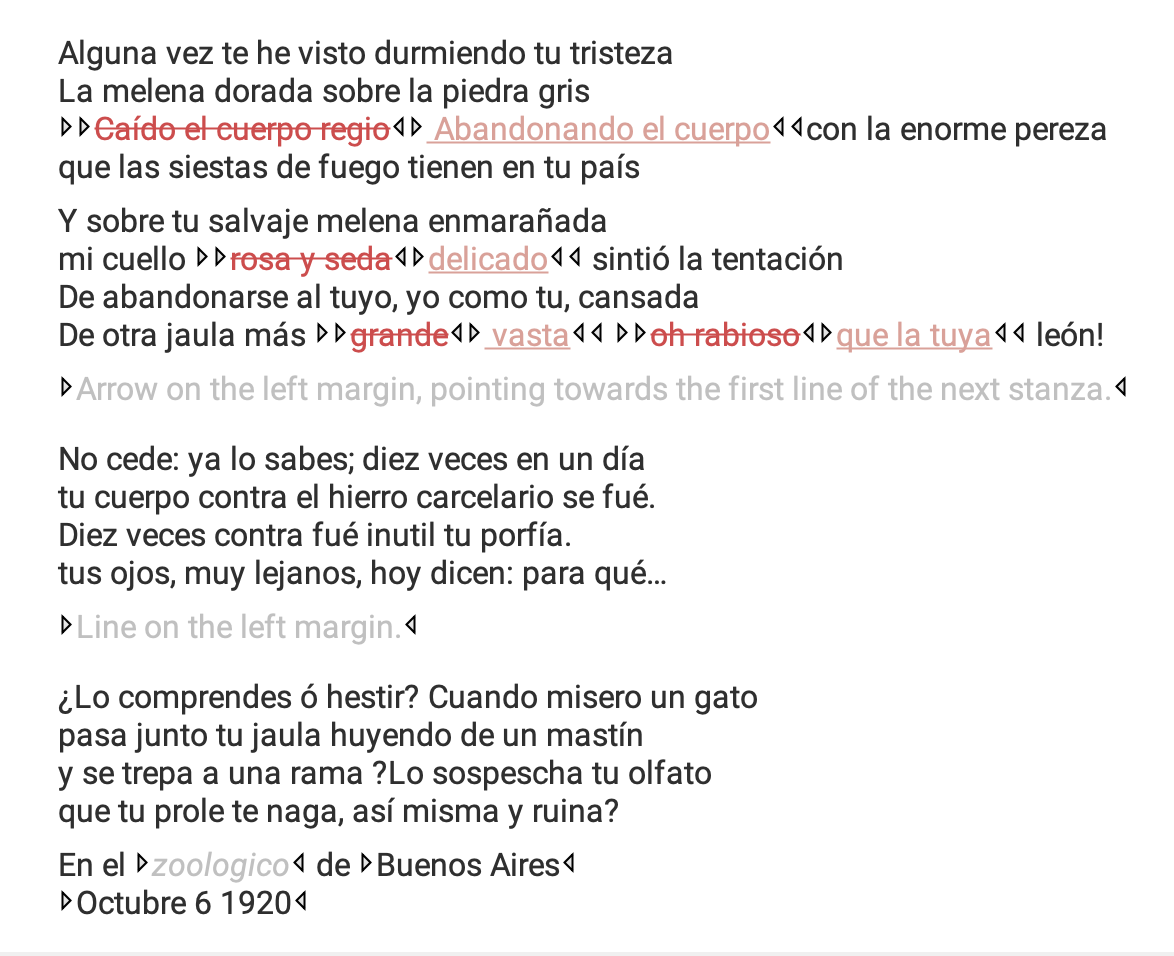 Alguna vez te he visto durmiendo tu tristeza
La melena dorada sobre la piedra gris
Caído el cuerpo regio Abandonando el cuerpo con la enorme pereza
que las siestas de fuego tienen en tu país
Y sobre tu salvaje melena enmarañada
mi cuello rosa y seda delicado sintió la tentación
De abandonarse al tuyo, yo como tu, cansada
De otra jaula más grande vasta oh rabioso que la tuya león!
Arrow on the left margin, pointing towards the first line of the next stanza.
No cede: ya lo sabes; diez veces en un día
tu cuerpo contra el hierro carcelario se fué.
Diez veces contra fué inutil tu porfía.
tus ojos, muy lejanos, hoy dicen: para qué...
Line on the left margin.
¿Lo comprendes ó hestir? Cuando misero un gato
pasa junto tu jaula huyendo de un mastín
y se trepa a una rama ?Lo sospescha tu olfato
que tu prole te naga, así misma y ruina?
En el zoologico de Buenos Aires
Octubre 6 1920